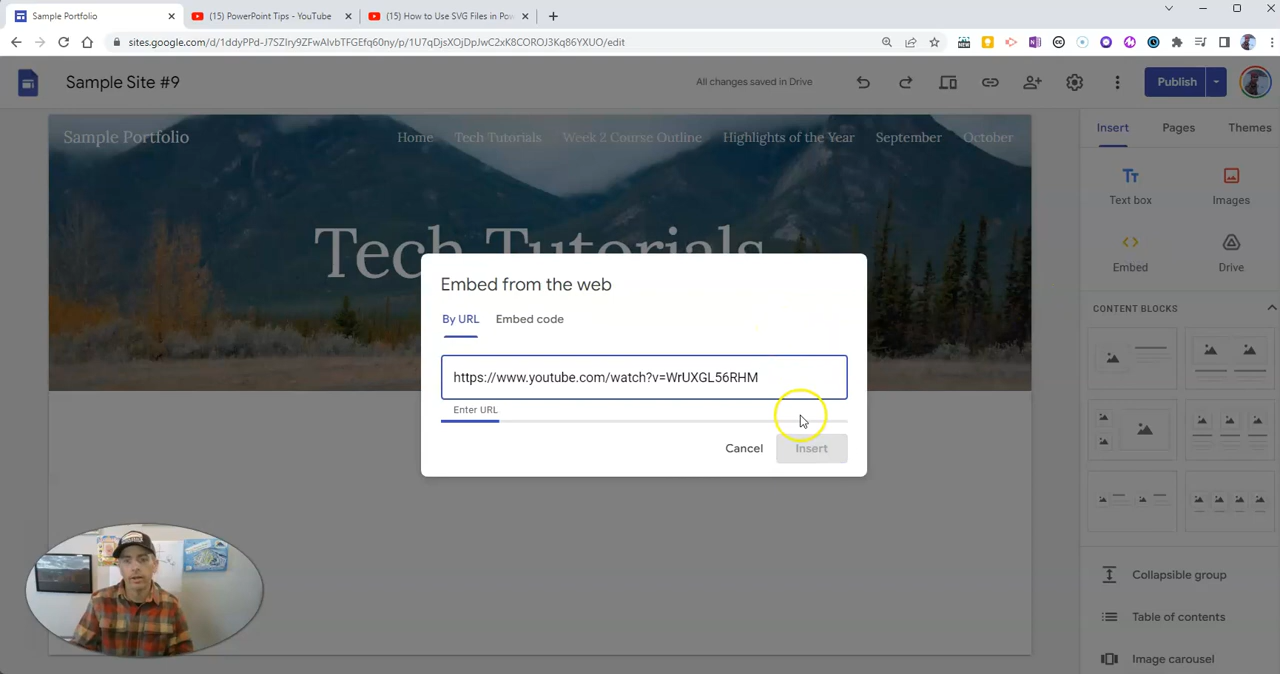 Sample Portfolio
(15) PowerPoint Tips - YouTube
(15) How to Use SVG Files in Pow
sites.google.com/d/1ddyPPd-J7SZIry9ZFwAlvbTFGEfq60ny/p/1U7qDjsXOjDpJwC2xK8COROJ3Kq86YXUO/edit
Sample Site #9
All changes saved in Drive
Publish
Sample Portfolio
Home
Tech Tutorials
Week 2 Course Outline
Highlights of the Year
September
October
Insert
Pages
Themes
Tech Tutorials
Text box
Images
Embed
Drive
Embed from the web
By URL
Embed code
https://www.youtube.com/watch?v=WrUXGL56RHM
Enter URL
Cancel
Insert
CONTENT BLOCKS
Collapsible group
Table of contents
Image carousel